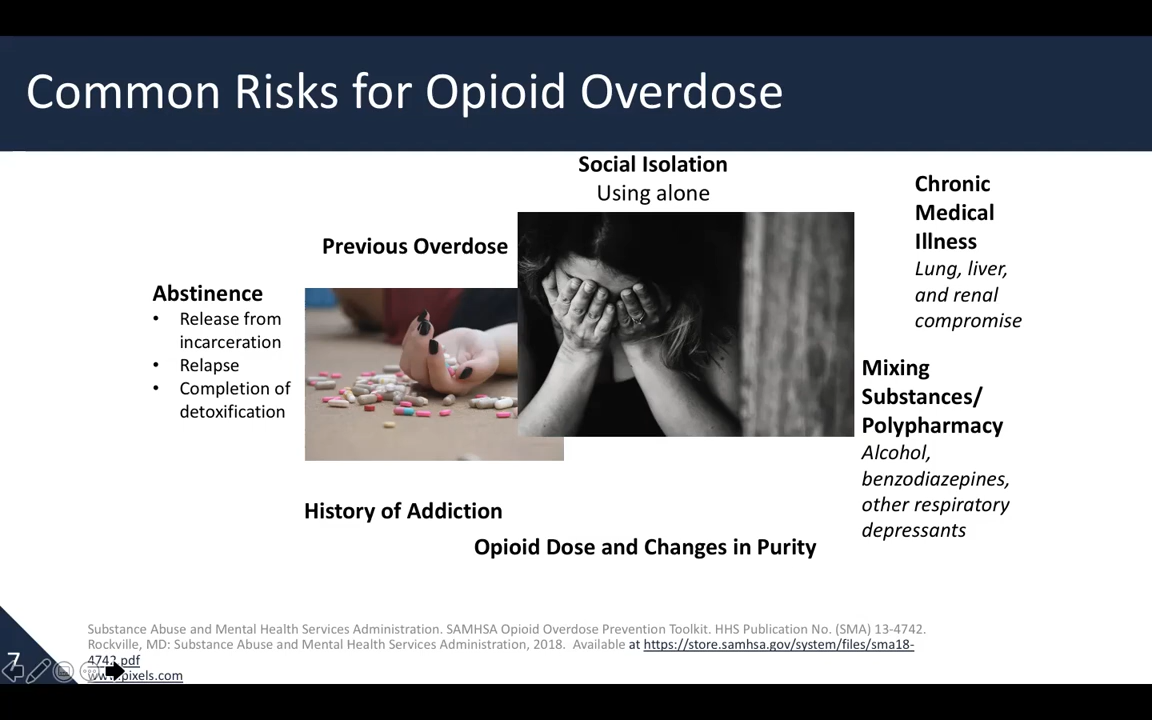 Common Risks for Opioid Overdose
Social Isolation
Using alone
Chronic
Medical
Illness
Lung, liver,
and renal
compromise
Previous Overdose
Abstinence
• Release from
incarceration
• Relapse
• Completion of
detoxification
Mixing
Substances/
Polypharmacy
Alcohol,
benzodiazepines,
other respiratory
depressants
History of Addiction
Opioid Dose and Changes in Purity
Substance Abuse and Mental Health Services Administration. SAMHSA Opioid Overdose Prevention Toolkit. HHS Publication No. (SMA) 13-4742.
Rockville, MD: Substance Abuse and Mental Health Services Administration, 2018. Available at https://store.samhsa.gov/system/files/sma18-
4742.pdf
7